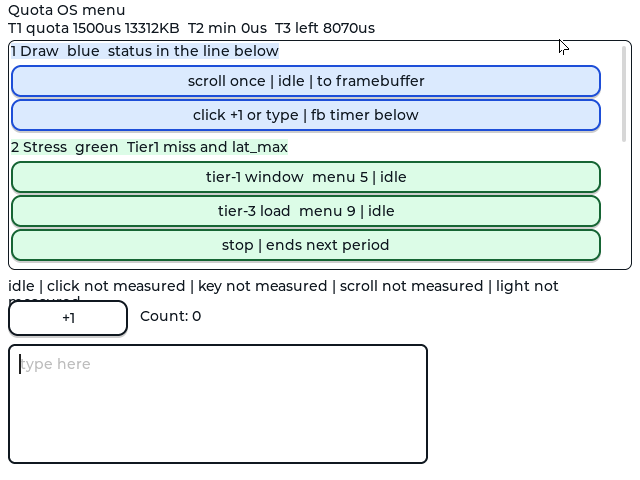 Quota OS menu
T1 quota 1500us 13312KB  T2 min 0us  T3 left 8070us
1 Draw  blue  status in the line below
scroll once | idle | to framebuffer
click +1 or type | fb timer below
2 Stress  green  Tier1 miss and lat_max
tier-1 window  menu 5 | idle
tier-3 load  menu 9 | idle
stop | ends next period
idle | click not measured | key not measured | scroll not measured | light not
measured
+1
Count: 0
type here